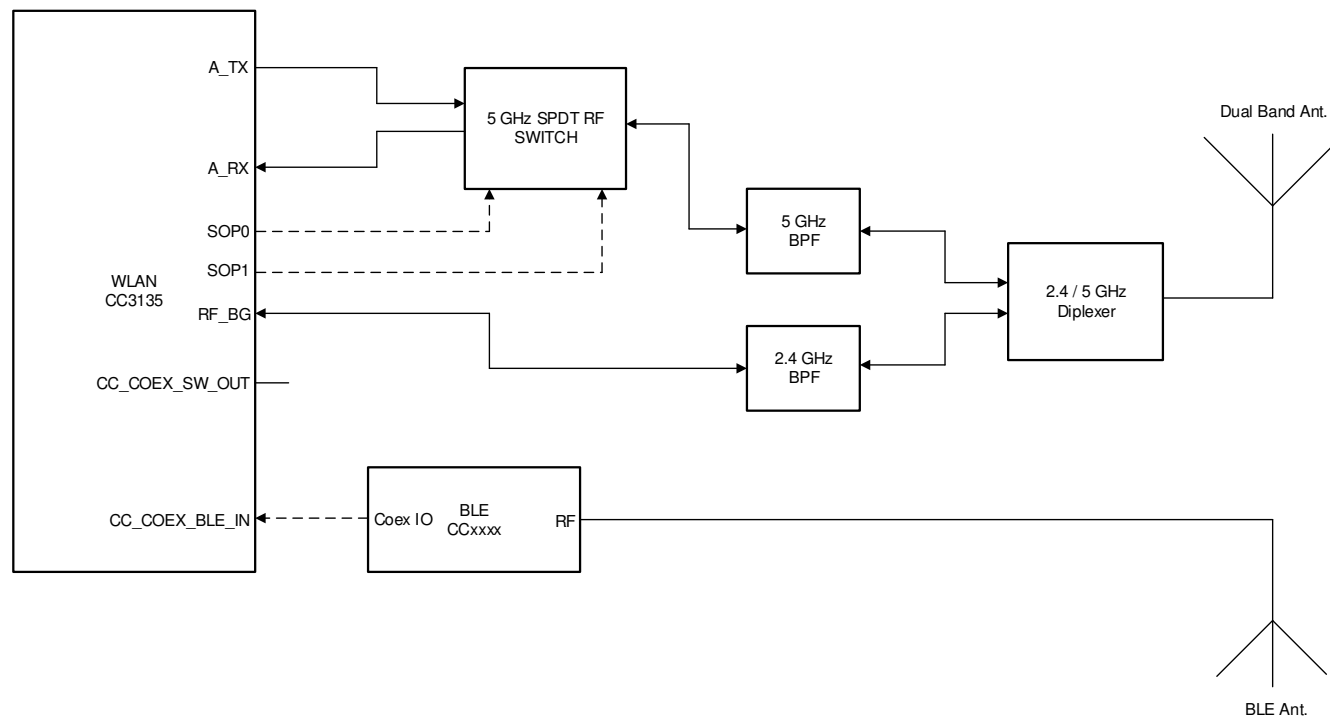 A_TX
5 GHz SPDT RF
SWITCH
Dual Band Ant.
A_RX
5 GHz
BPF
SOP0
SOP1
WLAN
CC3135
2.4 / 5 GHz
Diplexer
RF_BG
2.4 GHz
BPF
CC_COEX_SW_OUT
CC_COEX_BLE_IN
Coex IO
BLE
CCxxxx
RF
BLE Ant.